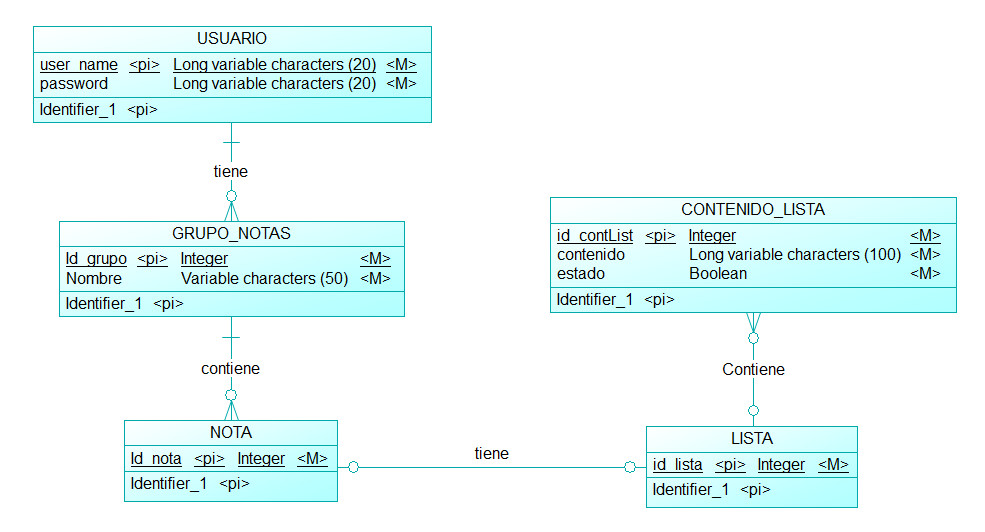 USUARIO
user_name <pi> Long variable characters (20) <M>
password Long variable characters (20) <M>
Identifier_1 <pi>
tiene
GRUPO_NOTAS
Id_grupo <pi> Integer <M>
Nombre Variable characters (50) <M>
Identifier_1 <pi>
contiene
NOTA
Id_nota <pi> Integer <M>
Identifier_1 <pi>
tiene
CONTENIDO_LISTA
id_contList <pi> Integer <M>
contenido Long variable characters (100) <M>
estado Boolean <M>
Identifier_1 <pi>
Contiene
LISTA
id_lista <pi> Integer <M>
Identifier_1 <pi>